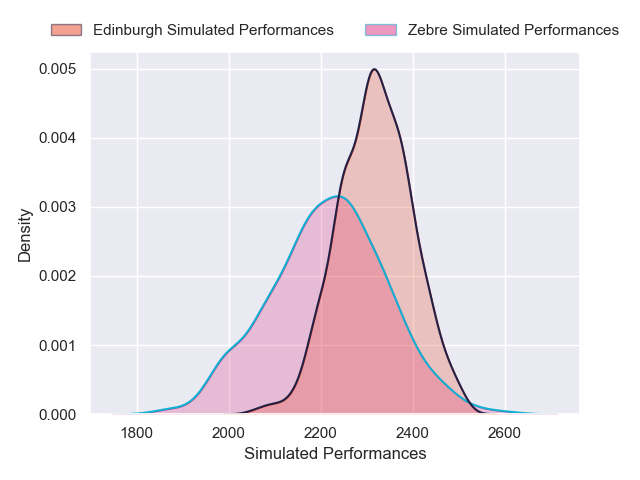 Edinburgh Simulated Performances Zebre Simulated Performances
0.005
0.004
0.003
0.002
0.001
0.000
Density
1800 2000 2200 2400 2600
Simulated Performances